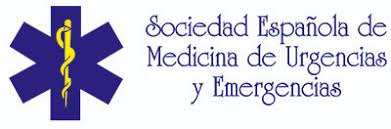 Sociedad Española de
Medicina de Urgencias
y Emergencias